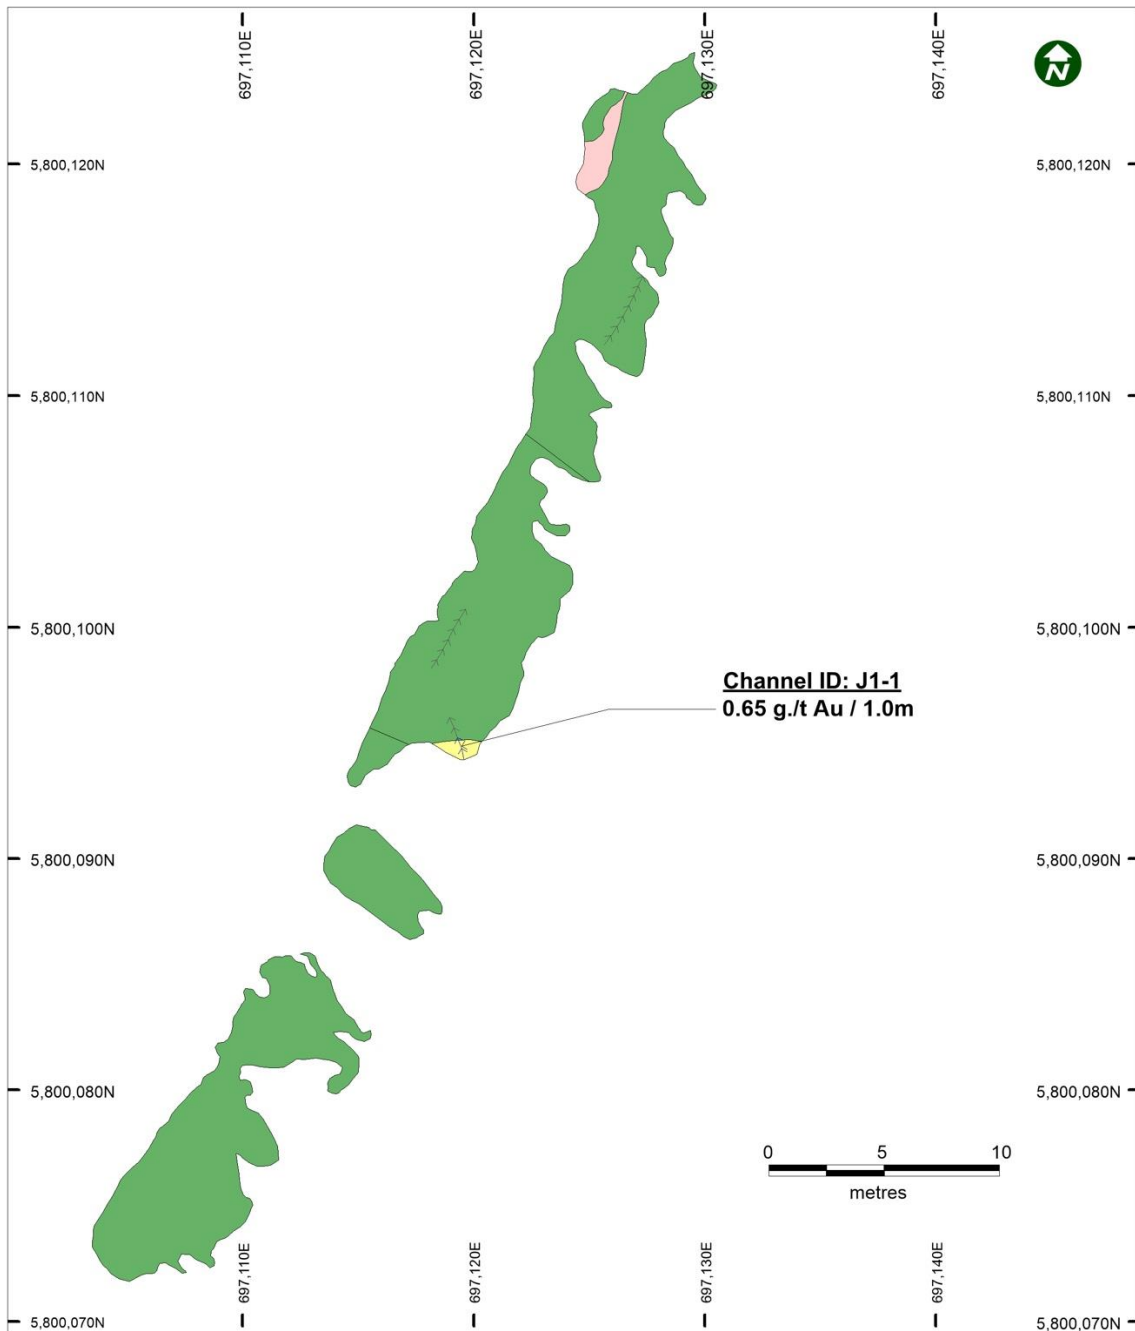 697,110E
697,120E
697,130E
697,140E
N
5,800,120N
5,800,120N
5,800,110N
5,800,110N
5,800,100N
5,800,100N
Channel ID: J1-1
0.65 g./t Au / 1.0m
5,800,090N
5,800,090N
5,800,080N
5,800,080N
0 5 10
metres
697,110E
697,120E
697,130E
697,140E
5,800,070N
5,800,070N